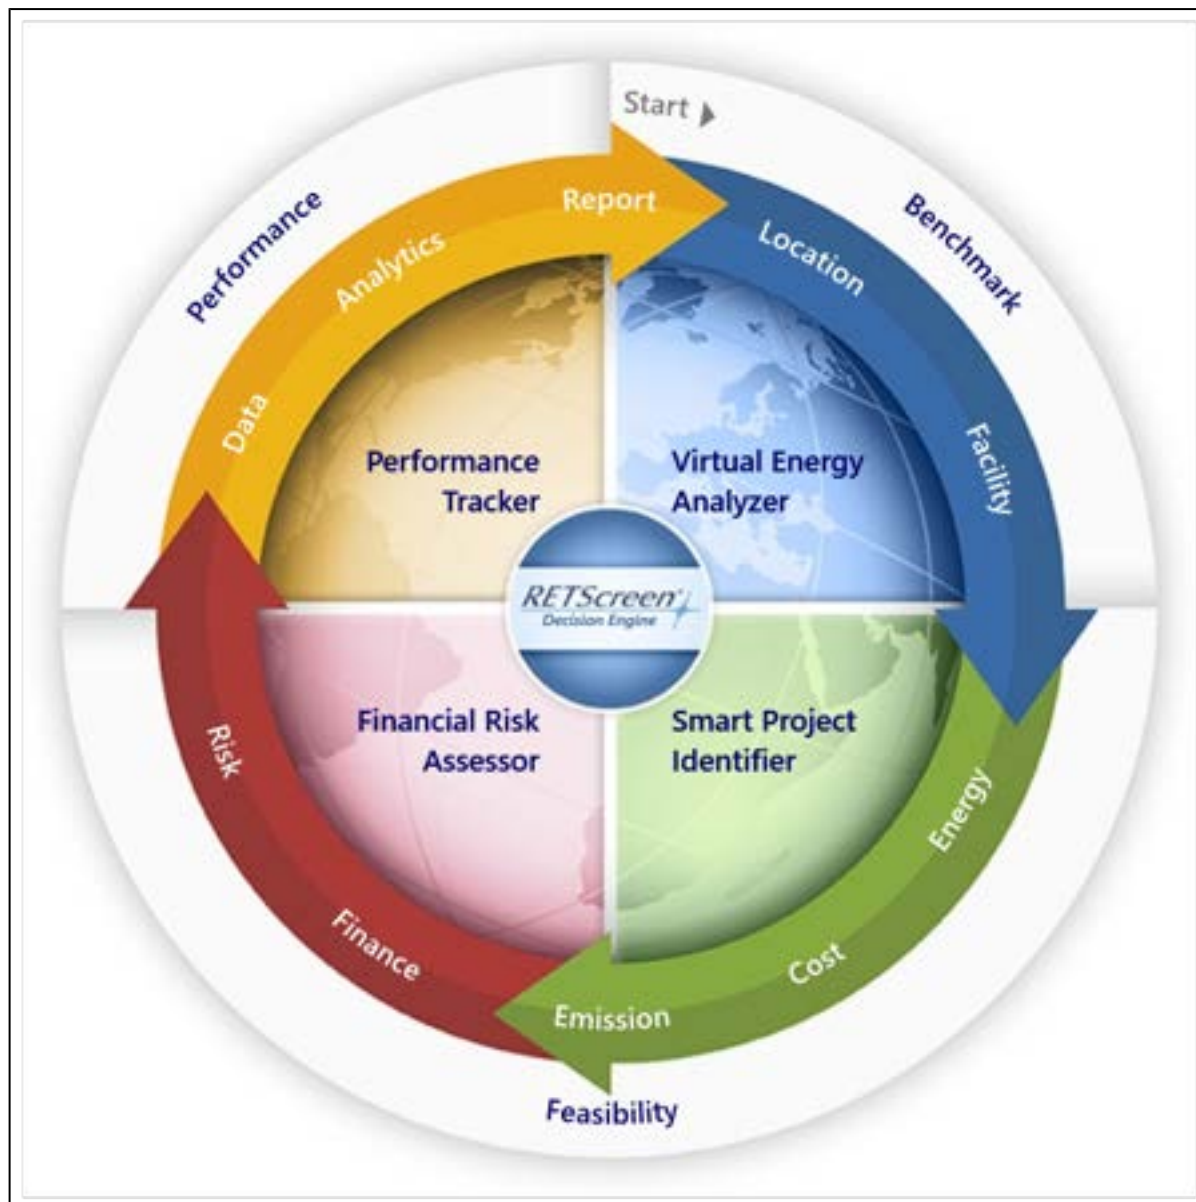 Start
Benchmark
Location
Facility
Virtual Energy
Analyzer
Energy
Cost
Emission
Smart Project
Identifier
Feasibility
Finance
Risk
Financial Risk
Assessor
Performance
Data
Analytics
Report
Performance
Tracker
RETScreen®
Decision Engine